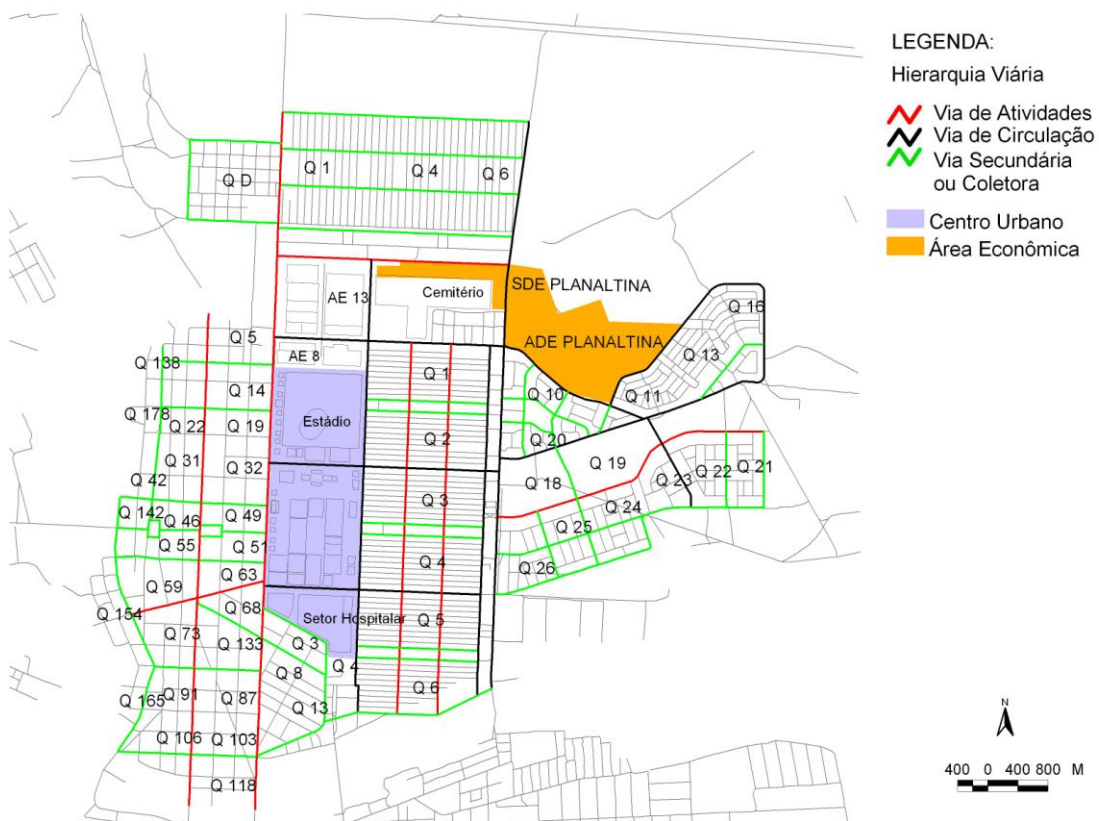 LEGENDA:
Hierarquia Viária
Via de Atividades
Via de Circulação
Via Secundária
ou Coletora
Centro Urbano
Área Econômica
Q D
Q 1
Q 4
Q 6
AE 13
Cemitério
SDE PLANALTINA
ADE PLANALTINA
Q 16
Q 13
Q 11
Q 10
Q 20
Q 5
Q 138
Q 14
Q 178
Q 22
Q 19
Q 31
Q 32
Q 42
Q 142
Q 46
Q 49
Q 55
Q 51
Q 59
Q 63
Q 154
Q 68
Q 73
Q 133
Q 165
Q 91
Q 87
Q 106
Q 103
Q 118
AE 8
Estádio
Setor Hospitalar
Q 3
Q 8
Q 4
Q 13
Q 1
Q 2
Q 3
Q 4
Q 5
Q 6
Q 19
Q 18
Q 23
Q 22
Q 21
Q 24
Q 25
Q 26
N
400 0 400 800 M